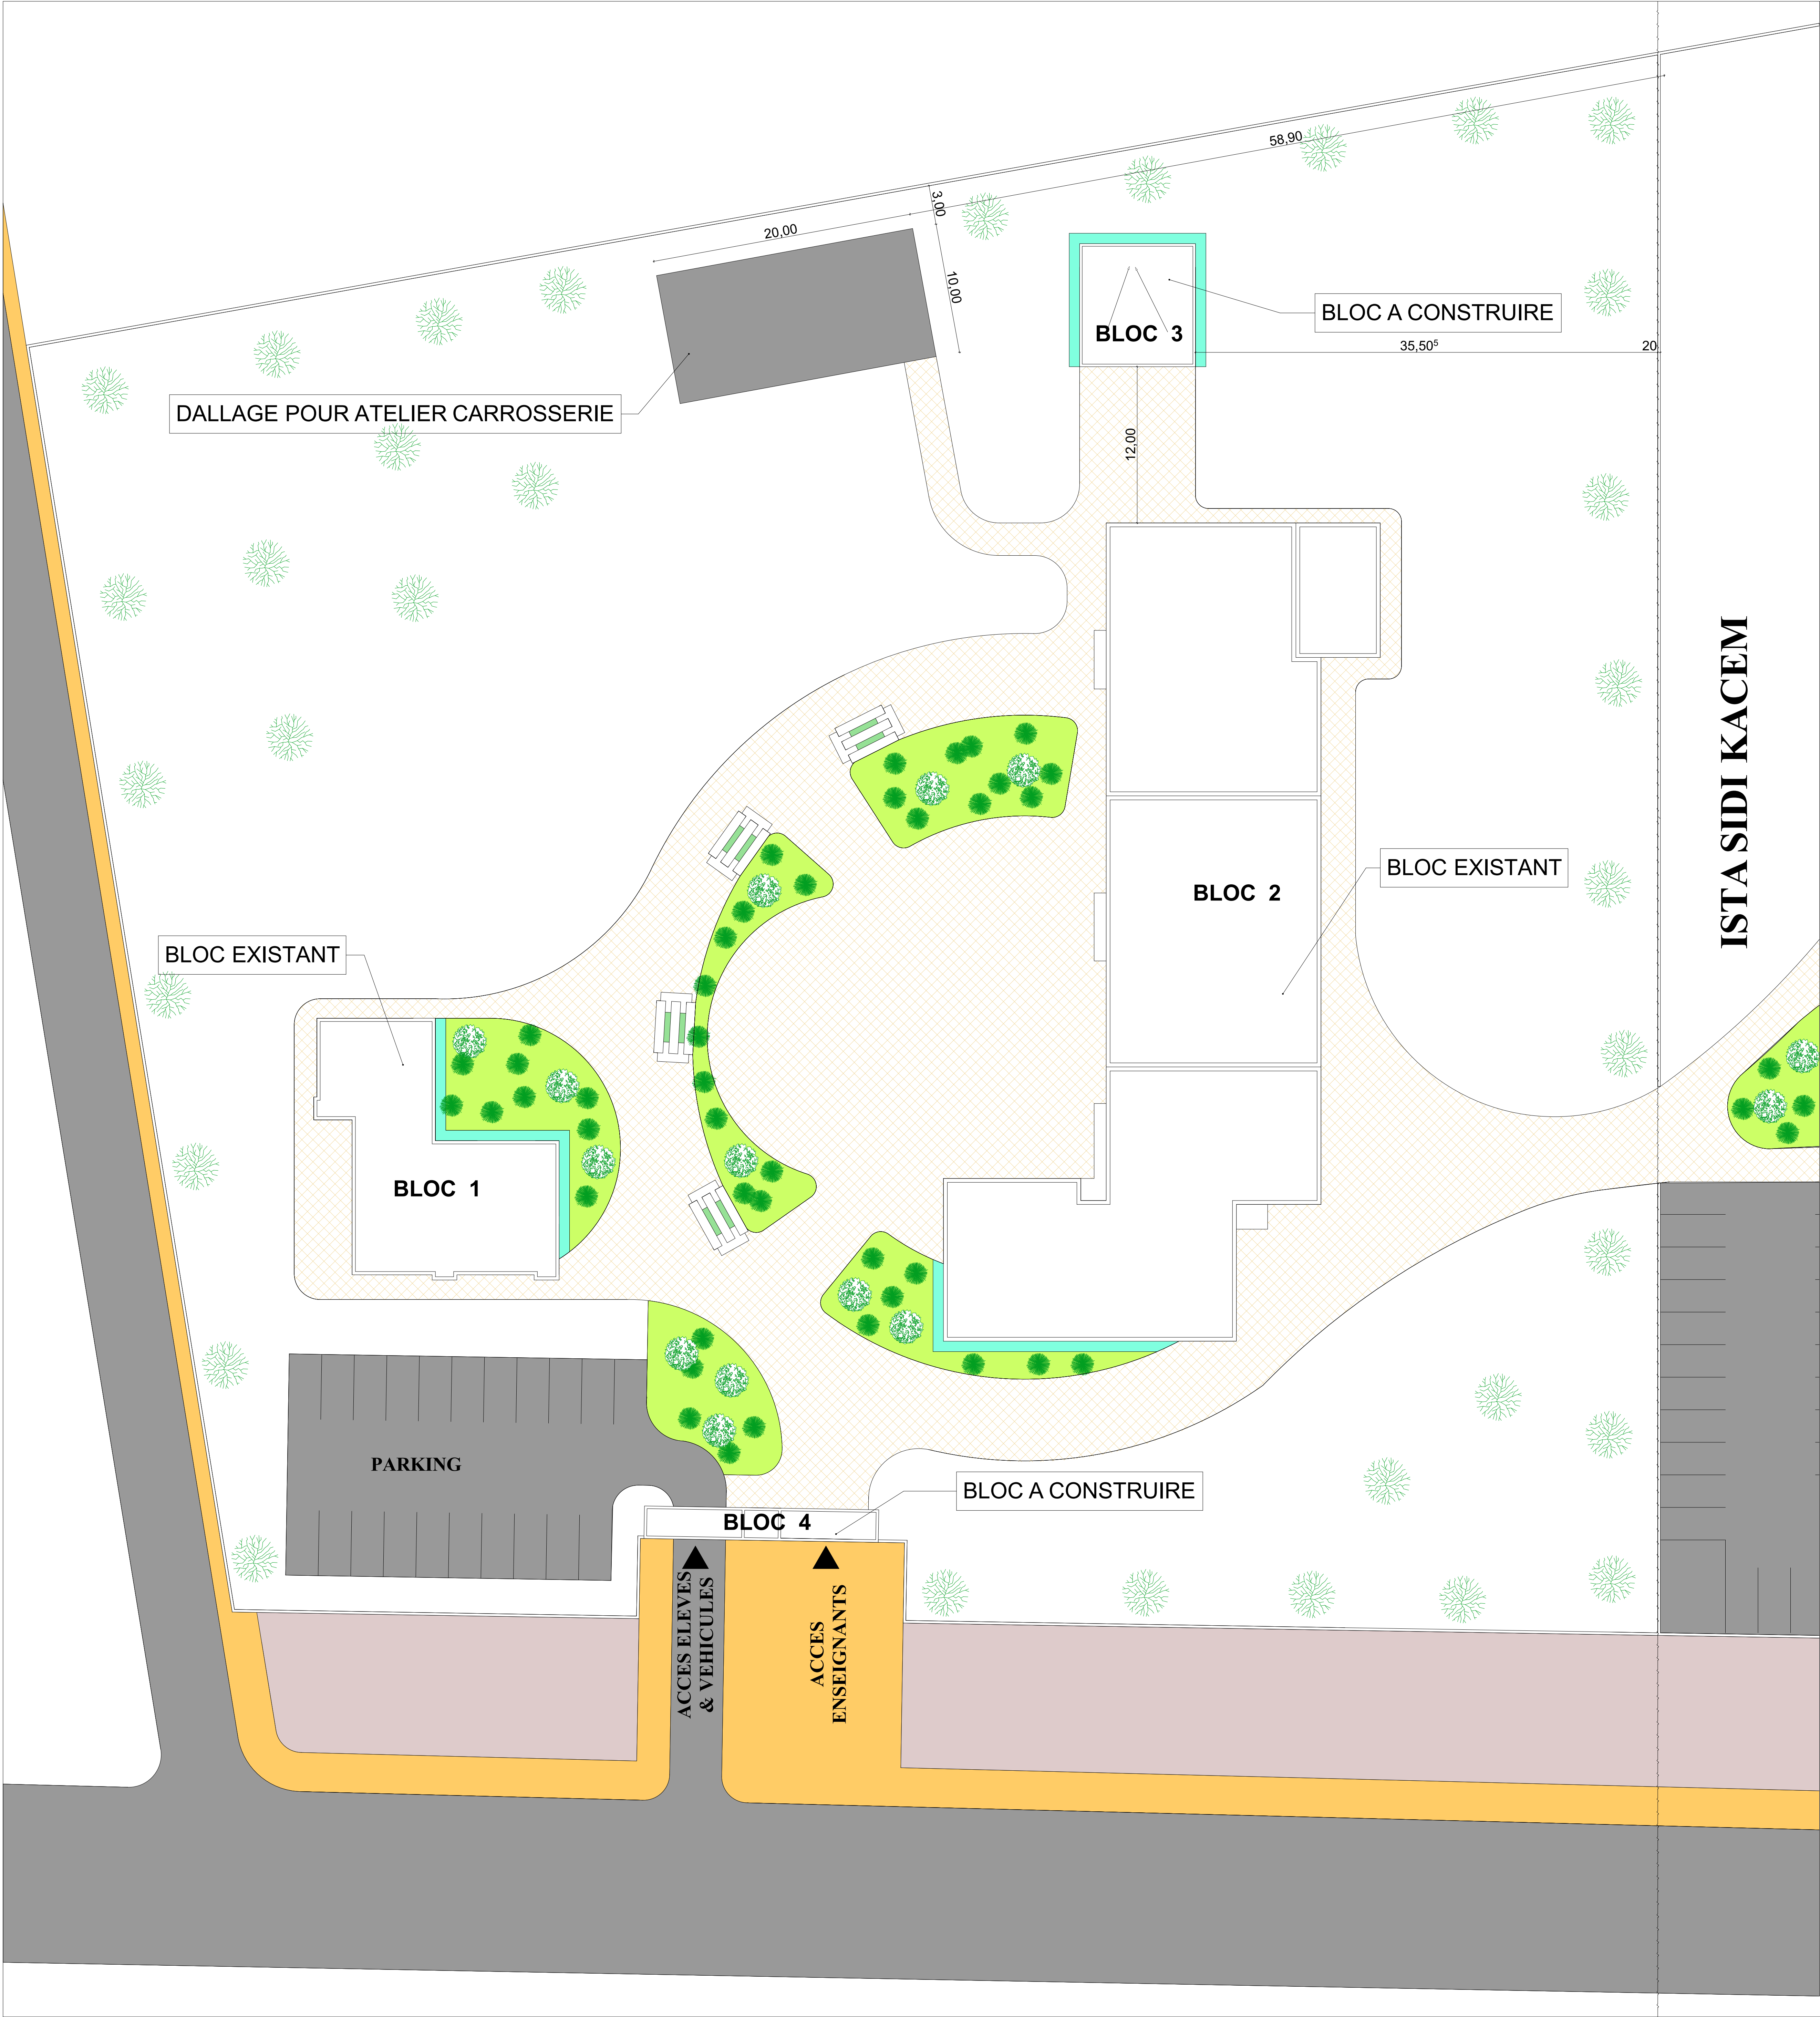 58,90
3,00
20,00
10,00
BLOC A CONSTRUIRE
BLOC 3
35,50⁵
20
DALLAGE POUR ATELIER CARROSSERIE
12,00
ISTA SIDI KACEM
BLOC EXISTANT
BLOC 2
BLOC EXISTANT
BLOC 1
PARKING
BLOC A CONSTRUIRE
BLOC 4
ACCES ELEVES
& VEHICULES
ACCES
ENSEIGNANTS